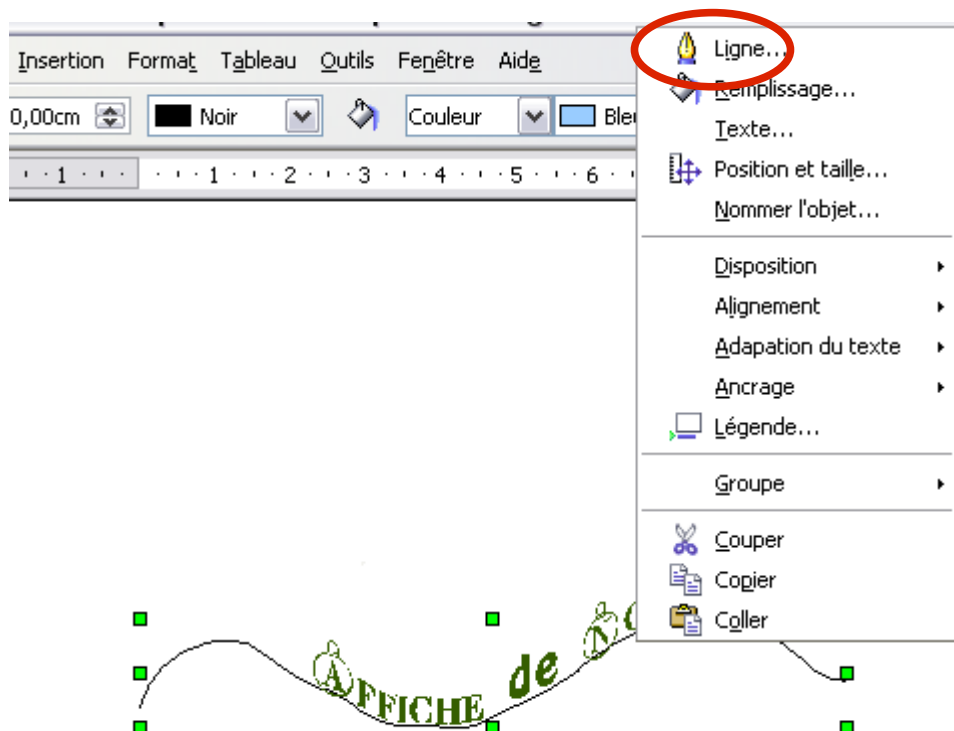 Insertion Format Tableau Outils Fenêtre Aide
0,00cm Noir Couleur Bleu
1 1 2 3 4 5 6
Ligne...
Remplissage...
Texte...
Position et taille...
Nommer l'objet...
Disposition
Alignement
Adapation du texte
Ancrage
Légende...
Groupe
Couper
Copier
Coller
AFFICHE de N